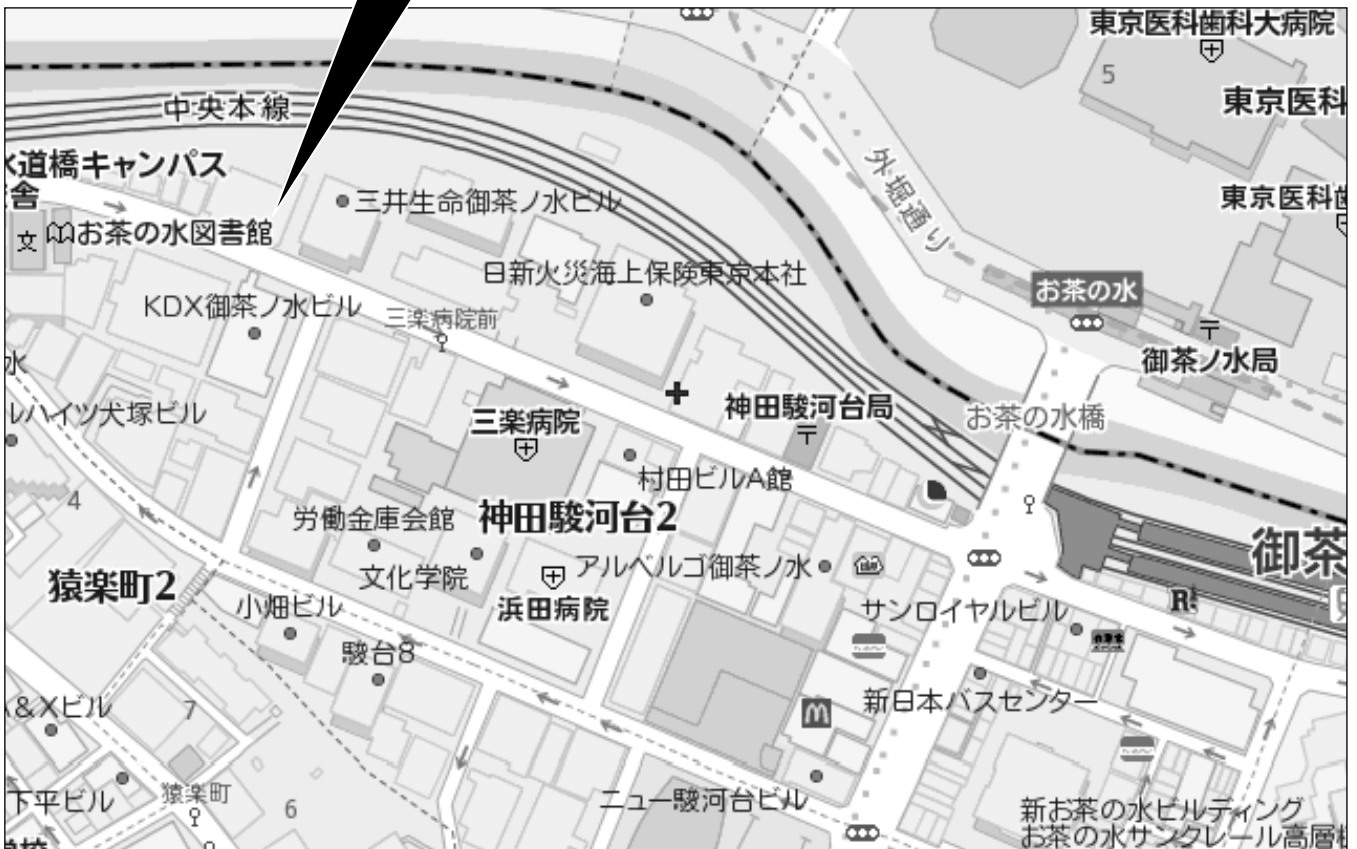 東京医科歯科大病院
5
東京医科
中央本線
道橋キャンパス
舎
外堀通り
三井生命御茶ノ水ビル
東京医科歯
文
お茶の水図書館
日新火災海上保険東京本社
お茶の水
KDX御茶ノ水ビル
三楽病院前
〒
御茶ノ水局
水
ルハイツ犬塚ビル
三楽病院
神田駿河台局
〒
お茶の水橋
村田ビルA館
4
労働金庫会館
神田駿河台2
御茶
文化学院
アルベルゴ御茶ノ水
猿楽町2
小畑ビル
浜田病院
サンロイヤルビル
R
駿台8
&Xビル
7
新日本バスセンター
M
下平ビル
猿楽町
6
ニュー駿河台ビル
新お茶の水ビルディング
お茶の水サンクレール高層